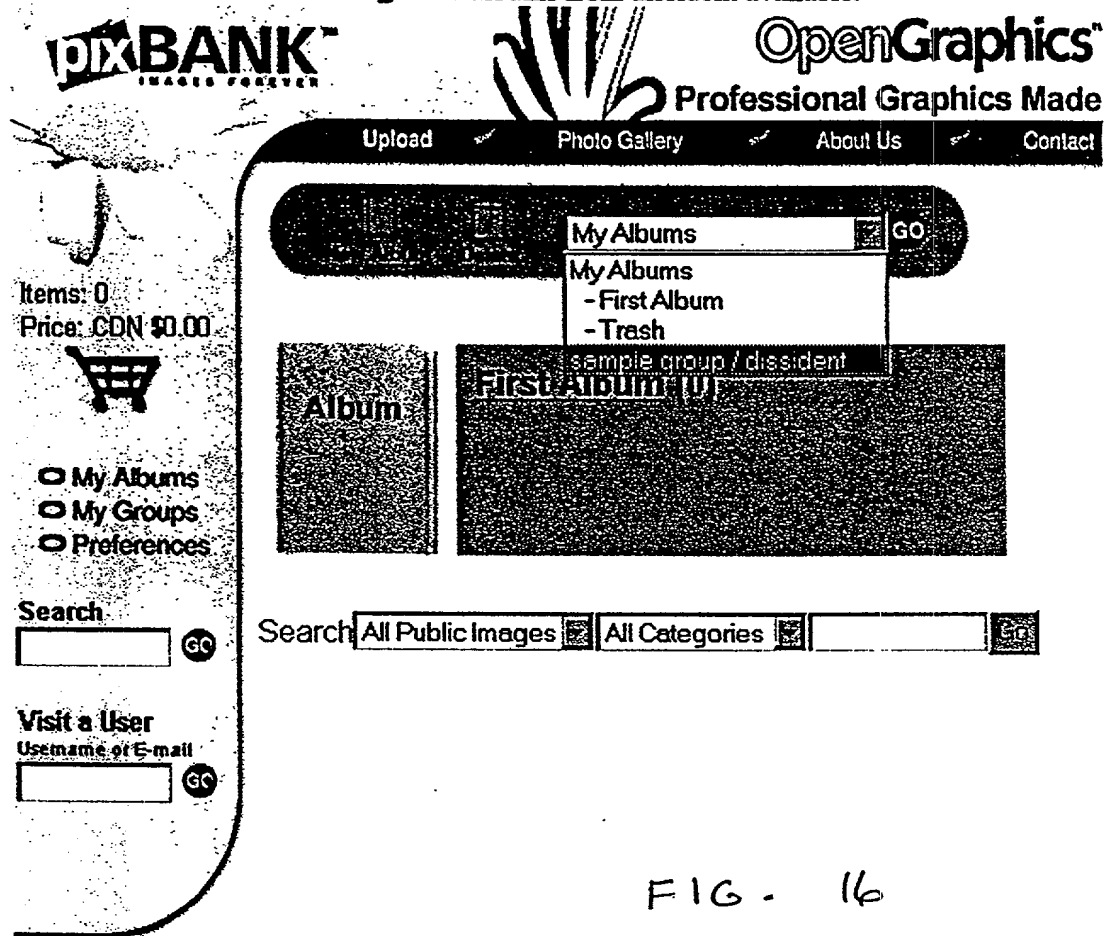 pixBANK™
IMAGES FOREVER
OpenGraphics™
Professional Graphics Made
Upload Photo Gallery About Us Contact
My Albums GO
My Albums
- First Album
- Trash
sample group / dissident
Items: 0
Price: CDN $0.00
Album
First Album (0)
My Albums
My Groups
Preferences
Search
GO
Search All Public Images All Categories Go
Visit a User
Username or E-mail
GO
FIG. 16